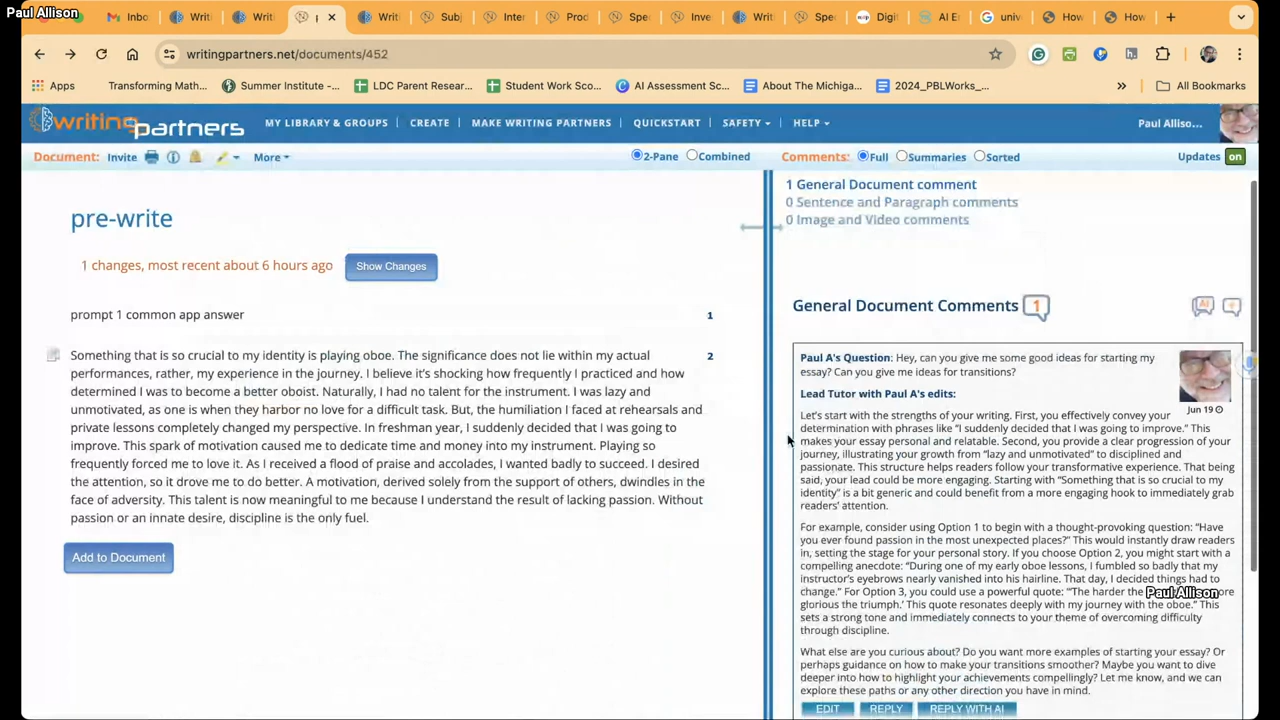 Paul Allison
Inbo
Writi
Writi
p
Writi
Sub
Inter
Prod
Spe
Inve
Writi
Spec
Digit
AI E
univ
How
How
writingpartners.net/documents/452
Apps
Transforming Math...
Summer Institute -...
LDC Parent Resear...
Student Work Sco...
AI Assessment Sc...
About The Michiga...
2024_PBLWorks_...
»
All Bookmarks
writingpartners
MY LIBRARY & GROUPS
CREATE
MAKE WRITING PARTNERS
QUICKSTART
SAFETY
HELP
Paul Alliso...
Document:
Invite
More
2-Pane
Combined
Comments:
Full
Summaries
Sorted
Updates
on
pre-write
1 changes, most recent about 6 hours ago
Show Changes
prompt 1 common app answer
1
Something that is so crucial to my identity is playing oboe. The significance does not lie within my actual
2
performances, rather, my experience in the journey. I believe it's shocking how frequently I practiced and how
determined I was to become a better oboist. Naturally, I had no talent for the instrument. I was lazy and
unmotivated, as one is when they harbor no love for a difficult task. But, the humiliation I faced at rehearsals and
private lessons completely changed my perspective. In freshman year, I suddenly decided that I was going to
improve. This spark of motivation caused me to dedicate time and money into my instrument. Playing so
frequently forced me to love it. As I received a flood of praise and accolades, I wanted badly to succeed. I desired
the attention, so it drove me to do better. A motivation, derived solely from the support of others, dwindles in the
face of adversity. This talent is now meaningful to me because I understand the result of lacking passion. Without
passion or an innate desire, discipline is the only fuel.
Add to Document
1 General Document comment
0 Sentence and Paragraph comments
0 Image and Video comments
General Document Comments
1
AI
+
Paul A's Question: Hey, can you give me some good ideas for starting my
essay? Can you give me ideas for transitions?
Jun 19
Lead Tutor with Paul A's edits:
Let's start with the strengths of your writing. First, you effectively convey your
determination with phrases like “I suddenly decided that I was going to improve.” This
makes your essay personal and relatable. Second, you provide a clear progression of your
journey, illustrating your growth from “lazy and unmotivated” to disciplined and
passionate. This structure helps readers follow your transformative experience. That being
said, your lead could be more engaging. Starting with “Something that is so crucial to my
identity” is a bit generic and could benefit from a more engaging hook to immediately grab
readers’ attention.
For example, consider using Option 1 to begin with a thought-provoking question: “Have
you ever found passion in the most unexpected places?” This would instantly draw readers
in, setting the stage for your personal story. If you choose Option 2, you might start with a
compelling anecdote: “During one of my early oboe lessons, I fumbled so badly that my
instructor’s eyebrows nearly vanished into his hairline. That day, I decided things had to
change.” For Option 3, you could use a powerful quote: “‘The harder the Paul Allison ore
glorious the triumph.’ This quote resonates deeply with my journey with the oboe.” This
sets a strong tone and immediately connects to your theme of overcoming difficulty
through discipline.
What else are you curious about? Do you want more examples of starting your essay? Or
perhaps guidance on how to make your transitions smoother? Maybe you want to dive
deeper into how to highlight your achievements compellingly? Let me know, and we can
explore these paths or any other direction you have in mind.
EDIT
REPLY
REPLY WITH AI